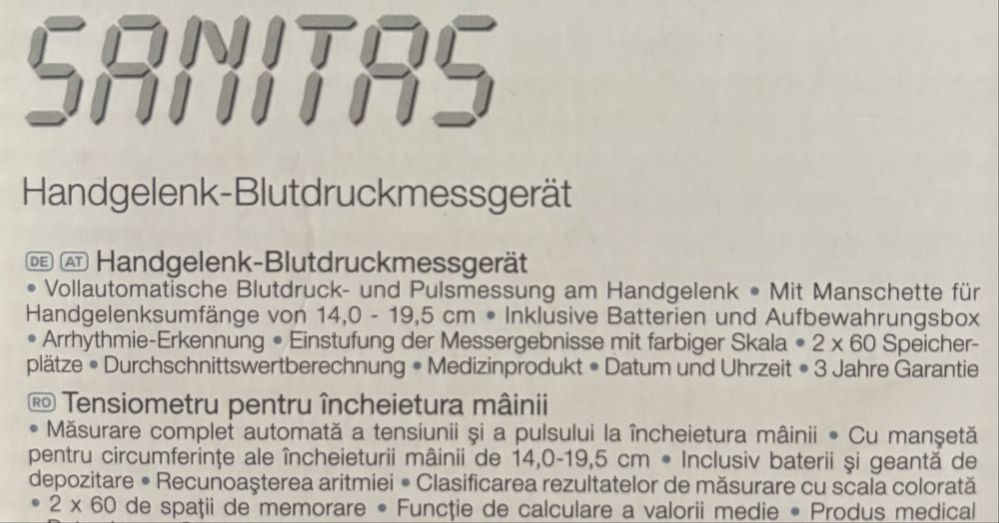 SANITAS
Handgelenk-Blutdruckmessgerät
DE AT Handgelenk-Blutdruckmessgerät
• Vollautomatische Blutdruck- und Pulsmessung am Handgelenk • Mit Manschette für
Handgelenksumfänge von 14,0 - 19,5 cm • Inklusive Batterien und Aufbewahrungsbox
• Arrhythmie-Erkennung • Einstufung der Messergebnisse mit farbiger Skala • 2 x 60 Speicher-
plätze • Durchschnittswertberechnung • Medizinprodukt • Datum und Uhrzeit • 3 Jahre Garantie
RO Tensiometru pentru încheietura mâinii
• Măsurare complet automată a tensiunii şi a pulsului la încheietura mâinii • Cu manşetă
pentru circumferinţe ale încheieturii mâinii de 14,0-19,5 cm • Inclusiv baterii şi geantă de
depozitare • Recunoaşterea aritmiei • Clasificarea rezultatelor de măsurare cu scala colorată
• 2 x 60 de spaţii de memorare • Funcţie de calculare a valorii medie • Produs medical